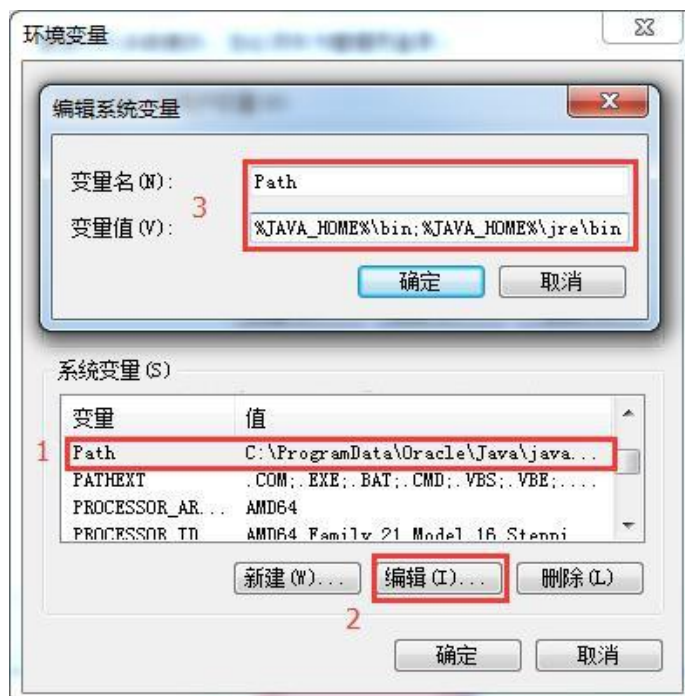 环境变量
编辑系统变量
变量名(N):
Path
3
变量值(V):
%JAVA_HOME%\bin;%JAVA_HOME%\jre\bin
确定
取消
系统变量(S)
变量
值
1
Path
C:\ProgramData\Oracle\Java\java...
PATHEXT
.COM;.EXE;.BAT;.CMD;.VBS;.VBE;....
PROCESSOR_AR...
AMD64
PROCESSOR_ID
AMD64 Family 21 Model 16 Steppi
新建(W)...
编辑(I)...
删除(L)
2
确定
取消